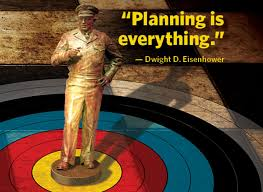 “Planning is
everything.”
— Dwight D. Eisenhower